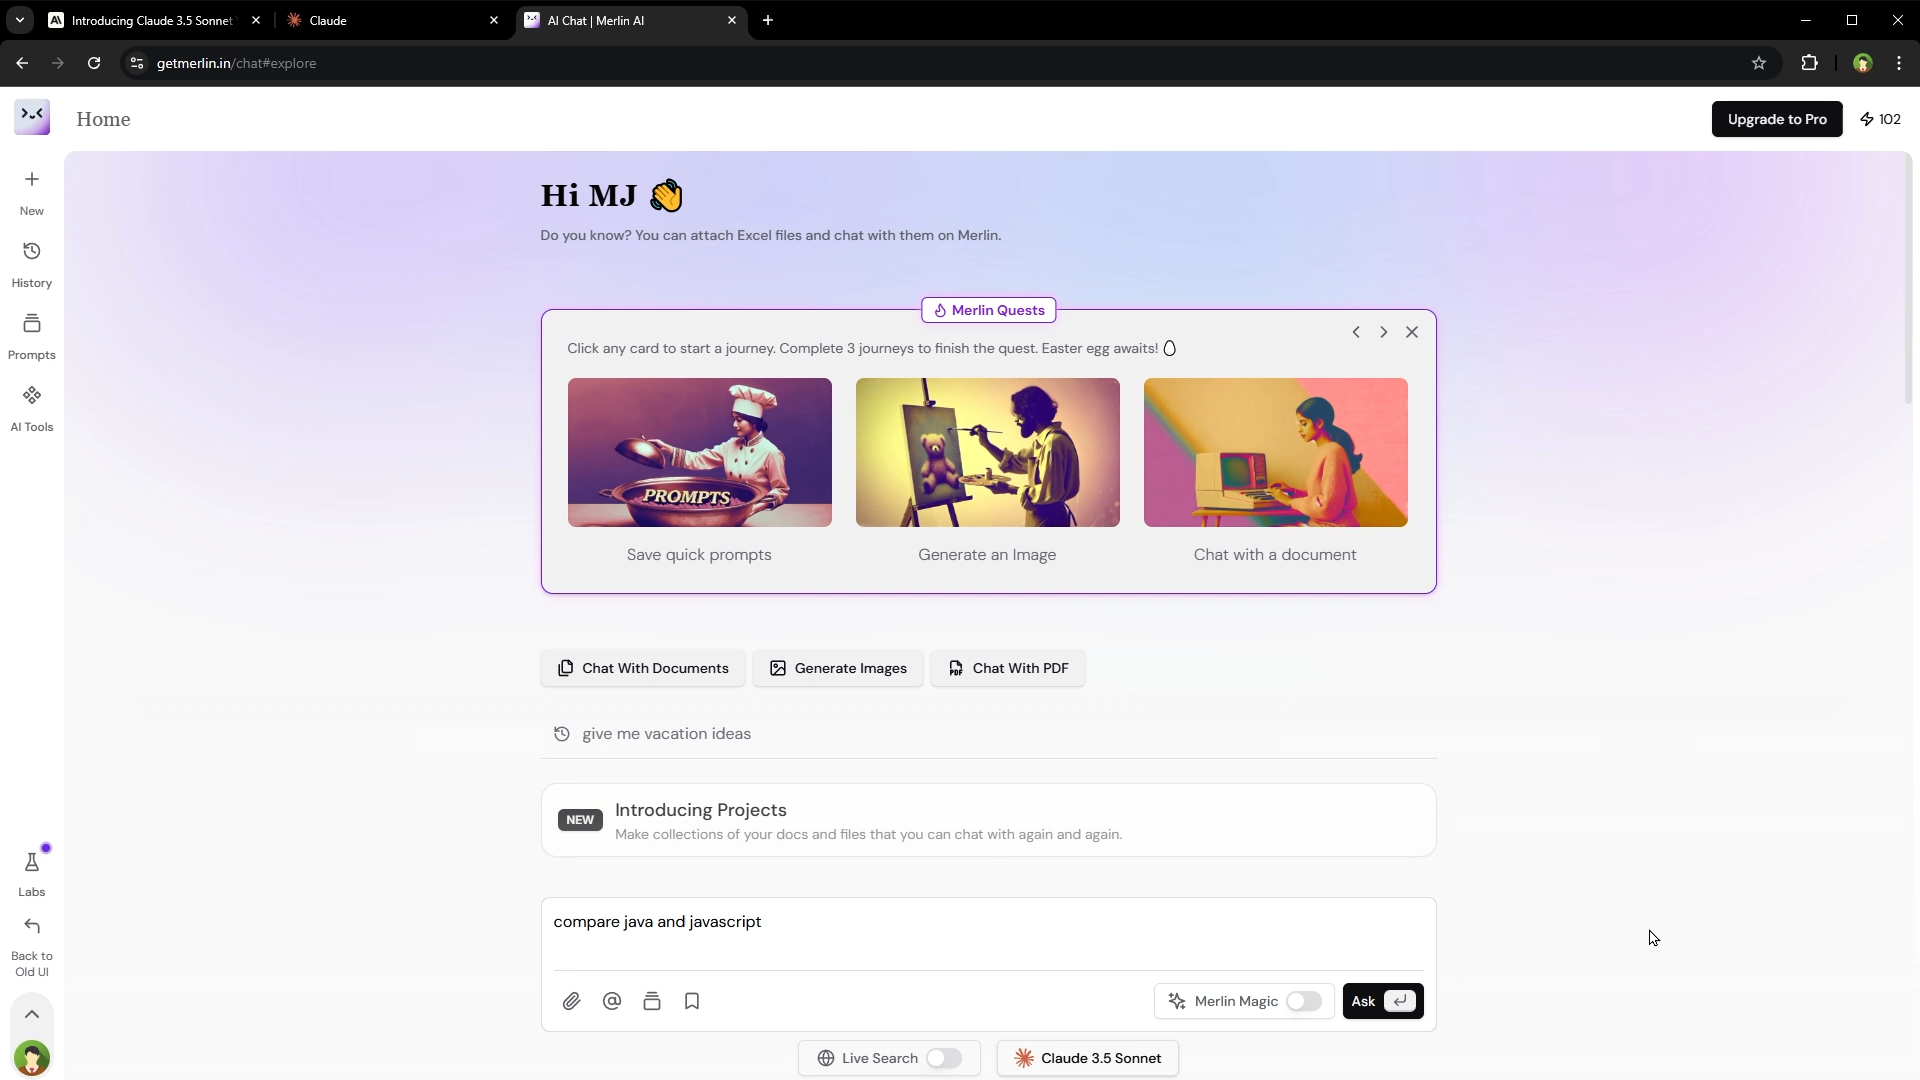 Introducing Claude 3.5 Sonnet
Claude
AI Chat | Merlin AI
getmerlin.in/chat#explore
Home
Upgrade to Pro
102
New
History
Prompts
AI Tools
Hi MJ 👋
Do you know? You can attach Excel files and chat with them on Merlin.
Merlin Quests
Click any card to start a journey. Complete 3 journeys to finish the quest. Easter egg awaits!
PROMPTS
Save quick prompts
Generate an Image
Chat with a document
Chat With Documents
Generate Images
PDF
Chat With PDF
give me vacation ideas
NEW
Introducing Projects
Make collections of your docs and files that you can chat with again and again.
Labs
Back to
Old UI
compare java and javascript
Merlin Magic
Ask
Live Search
Claude 3.5 Sonnet